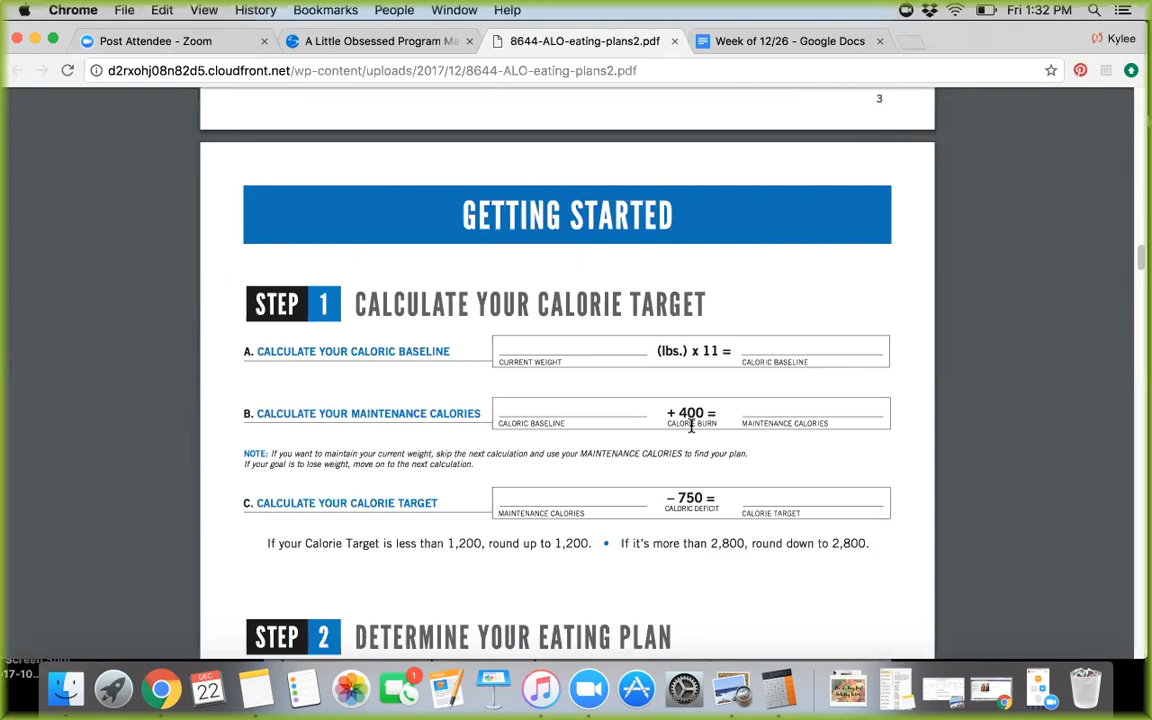 Chrome File Edit View History Bookmarks People Window Help Fri 1:32 PM
Post Attendee - Zoom × A Little Obsessed Program Ma × 8644-ALO-eating-plans2.pdf × Week of 12/26 - Google Docs × Kylee
d2rxohj08n82d5.cloudfront.net/wp-content/uploads/2017/12/8644-ALO-eating-plans2.pdf
3
GETTING STARTED
STEP 1 CALCULATE YOUR CALORIE TARGET
A. CALCULATE YOUR CALORIC BASELINE (lbs.) x 11 =
CURRENT WEIGHT CALORIC BASELINE
B. CALCULATE YOUR MAINTENANCE CALORIES + 400 =
CALORIC BASELINE CALORIE BURN MAINTENANCE CALORIES
NOTE: If you want to maintain your current weight, skip the next calculation and use your MAINTENANCE CALORIES to find your plan.
If your goal is to lose weight, move on to the next calculation.
C. CALCULATE YOUR CALORIE TARGET – 750 =
MAINTENANCE CALORIES CALORIC DEFICIT CALORIE TARGET
If your Calorie Target is less than 1,200, round up to 1,200. • If it's more than 2,800, round down to 2,800.
STEP 2 DETERMINE YOUR EATING PLAN
17-10...
DEC
22
1